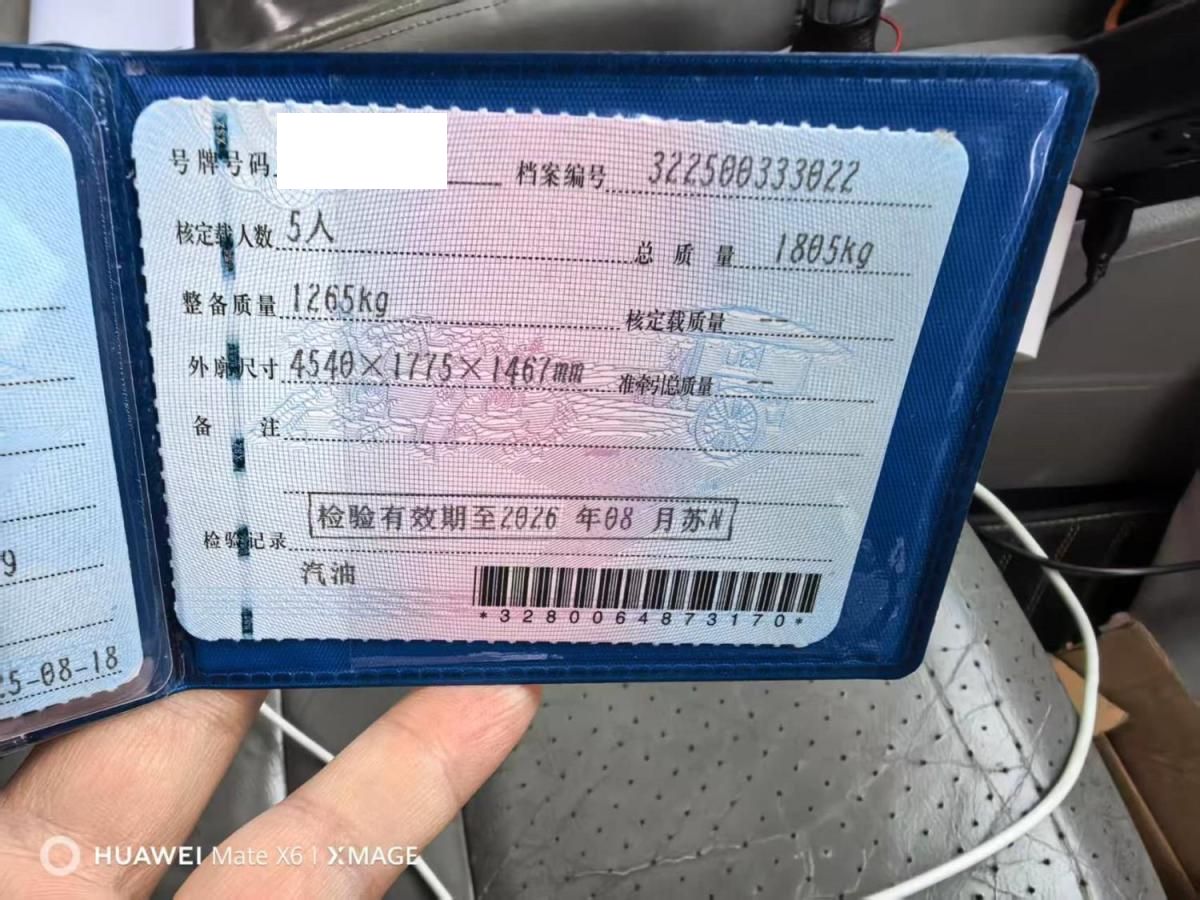 号牌号码
档案编号 322500333022
核定载人数 5人
总质量 1805kg
整备质量 1265kg
核定载质量 --
外廓尺寸 4540×1775×1467mm
准牵引总质量 --
备注
检验有效期至2026 年08 月苏N
检验记录
汽油
*3280064873170*
9
25-08-18
HUAWEI Mate X6 | XMAGE